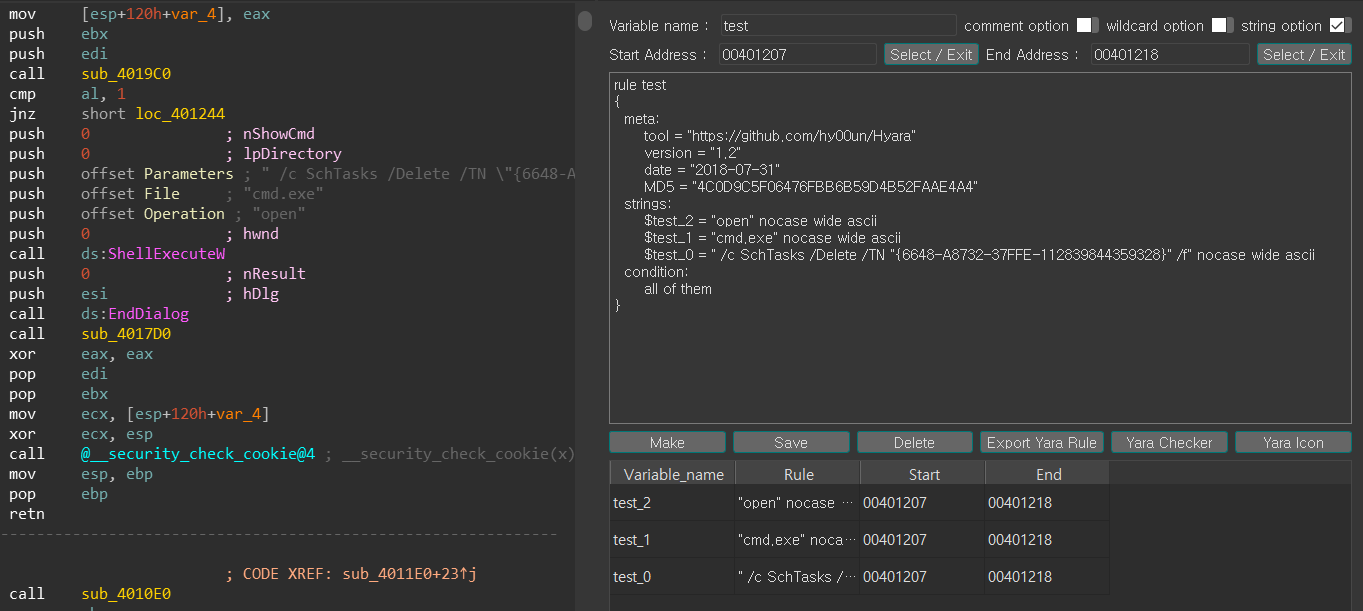 mov [esp+120h+var_4], eax
push ebx
push edi
call sub_4019C0
cmp al, 1
jnz short loc_401244
push 0 ; nShowCmd
push 0 ; lpDirectory
push offset Parameters ; " /c SchTasks /Delete /TN \"{6648-A
push offset File ; "cmd.exe"
push offset Operation ; "open"
push 0 ; hwnd
call ds:ShellExecuteW
push 0 ; nResult
push esi ; hDlg
call ds:EndDialog
call sub_4017D0
xor eax, eax
pop edi
pop ebx
mov ecx, [esp+120h+var_4]
xor ecx, esp
call @__security_check_cookie@4 ; __security_check_cookie(x)
mov esp, ebp
pop ebp
retn
; CODE XREF: sub_4011E0+23↑j
call sub_4010E0
Variable name : test comment option wildcard option string option
Start Address : 00401207 Select / Exit End Address : 00401218 Select / Exit
rule test
{
meta:
tool = "https://github.com/hy00un/Hyara"
version = "1.2"
date = "2018-07-31"
MD5 = "4C0D9C5F06476FBB6B59D4B52FAAE4A4"
strings:
$test_2 = "open" nocase wide ascii
$test_1 = "cmd.exe" nocase wide ascii
$test_0 = " /c SchTasks /Delete /TN "{6648-A8732-37FFE-112839844359328}" /f" nocase wide ascii
condition:
all of them
}
Make Save Delete Export Yara Rule Yara Checker Yara Icon
Variable_name Rule Start End
test_2 "open" nocase ··· 00401207 00401218
test_1 "cmd.exe" noca··· 00401207 00401218
test_0 " /c SchTasks /··· 00401207 00401218